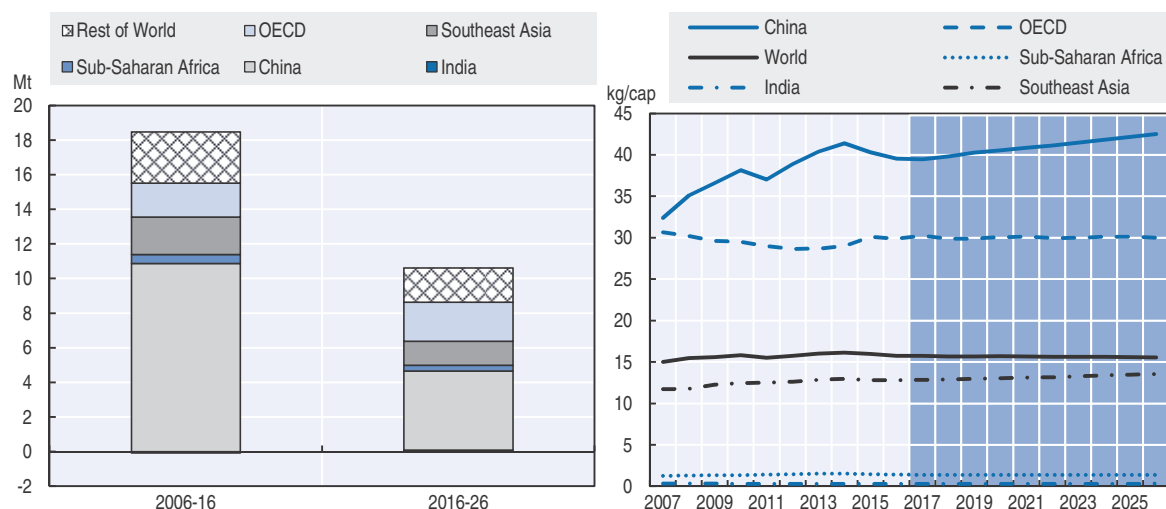 Rest of World OECD Southeast Asia
Sub-Saharan Africa China India
Mt
20
18
16
14
12
10
8
6
4
2
0
-2
2006-16 2016-26
China OECD
World Sub-Saharan Africa
India Southeast Asia
kg/cap
45
40
35
30
25
20
15
10
5
0
2007 2009 2011 2013 2015 2017 2019 2021 2023 2025